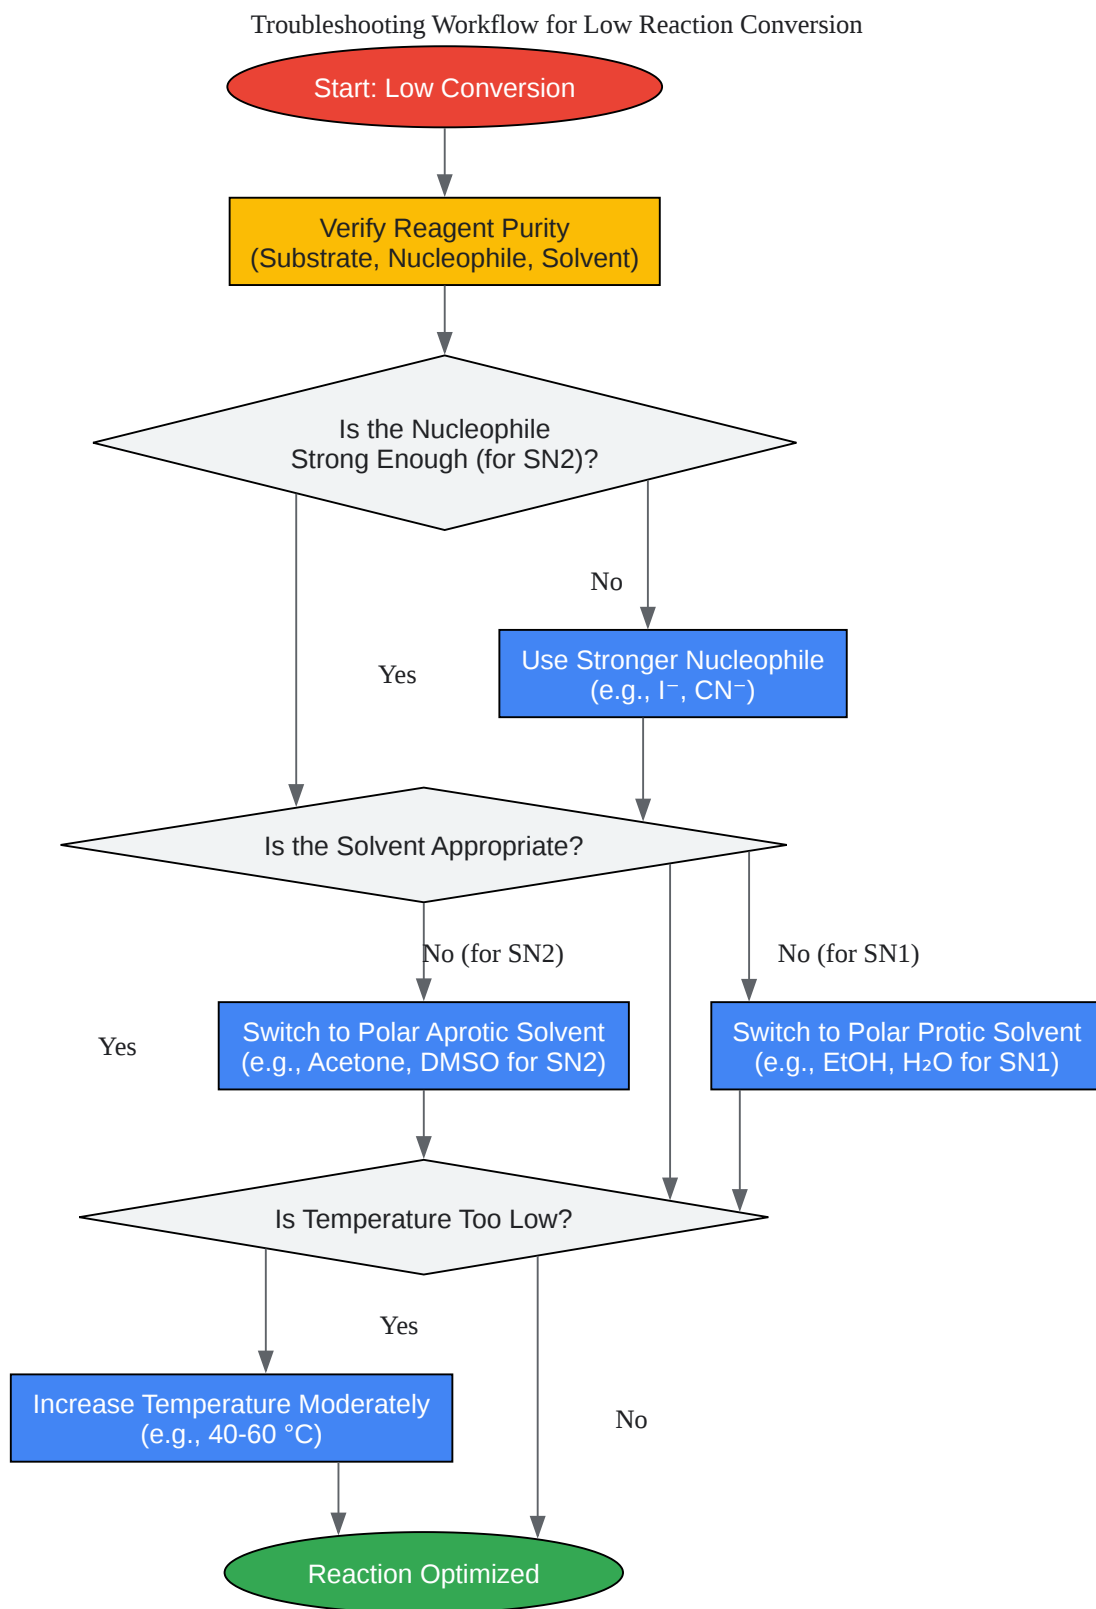 Troubleshooting Workflow for Low Reaction Conversion
Start: Low Conversion
Verify Reagent Purity
(Substrate, Nucleophile, Solvent)
Is the Nucleophile
Strong Enough (for SN2)?
No
Use Stronger Nucleophile
(e.g., I⁻, CN⁻)
Yes
Is the Solvent Appropriate?
No (for SN2)
No (for SN1)
Switch to Polar Aprotic Solvent
(e.g., Acetone, DMSO for SN2)
Switch to Polar Protic Solvent
(e.g., EtOH, H₂O for SN1)
Yes
Is Temperature Too Low?
Yes
Increase Temperature Moderately
(e.g., 40-60 °C)
No
Reaction Optimized